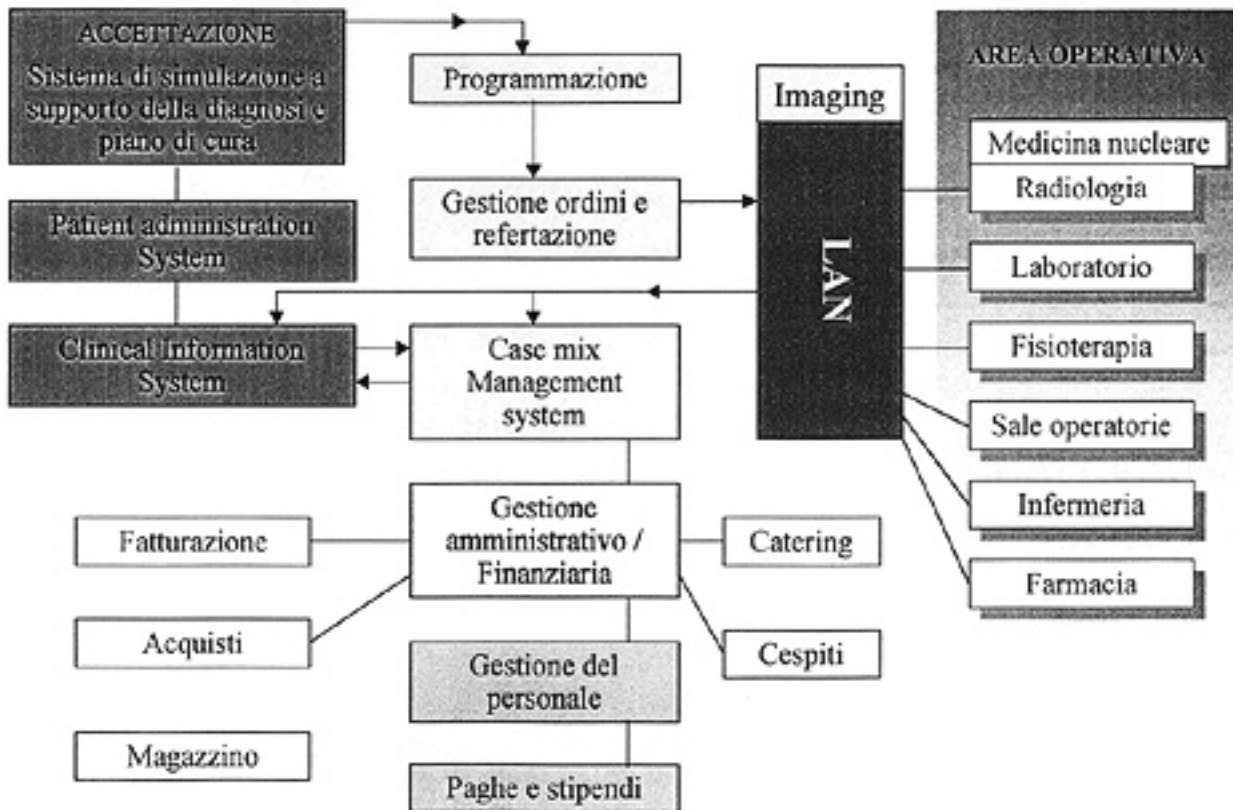 ACCETTAZIONE
Sistema di simulazione a
supporto della diagnosi e
piano di cura
Patient administration
System
Clinical Information
System
Programmazione
Gestione ordini e
refertazione
Case mix
Management
system
Gestione
amministrativo /
Finanziaria
Gestione del
personale
Paghe e stipendi
Fatturazione
Acquisti
Magazzino
Catering
Cespiti
Imaging
LAN
AREA OPERATIVA
Medicina nucleare
Radiologia
Laboratorio
Fisioterapia
Sale operatorie
Infermeria
Farmacia